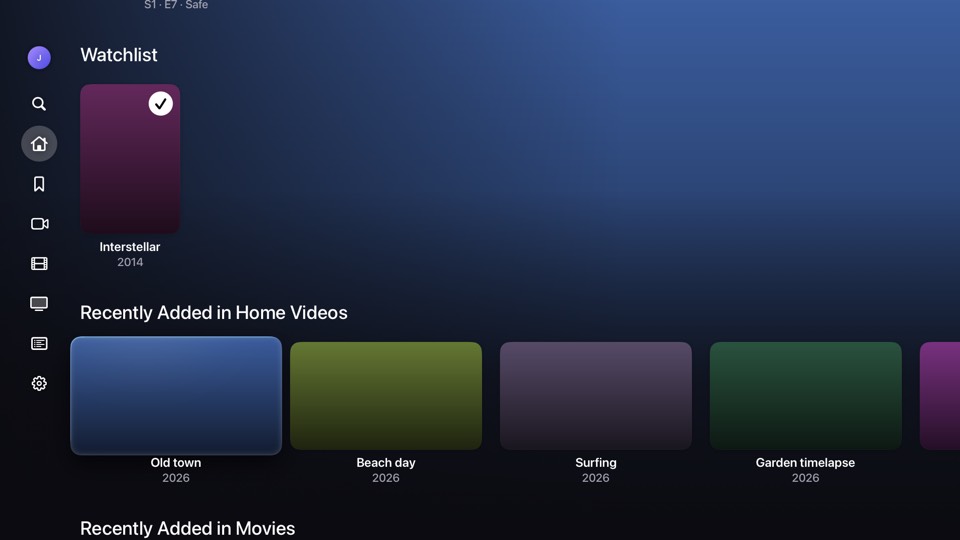 S1 · E7 · Safe
J
Watchlist
Interstellar
2014
Recently Added in Home Videos
Old town
2026
Beach day
2026
Surfing
2026
Garden timelapse
2026
Recently Added in Movies